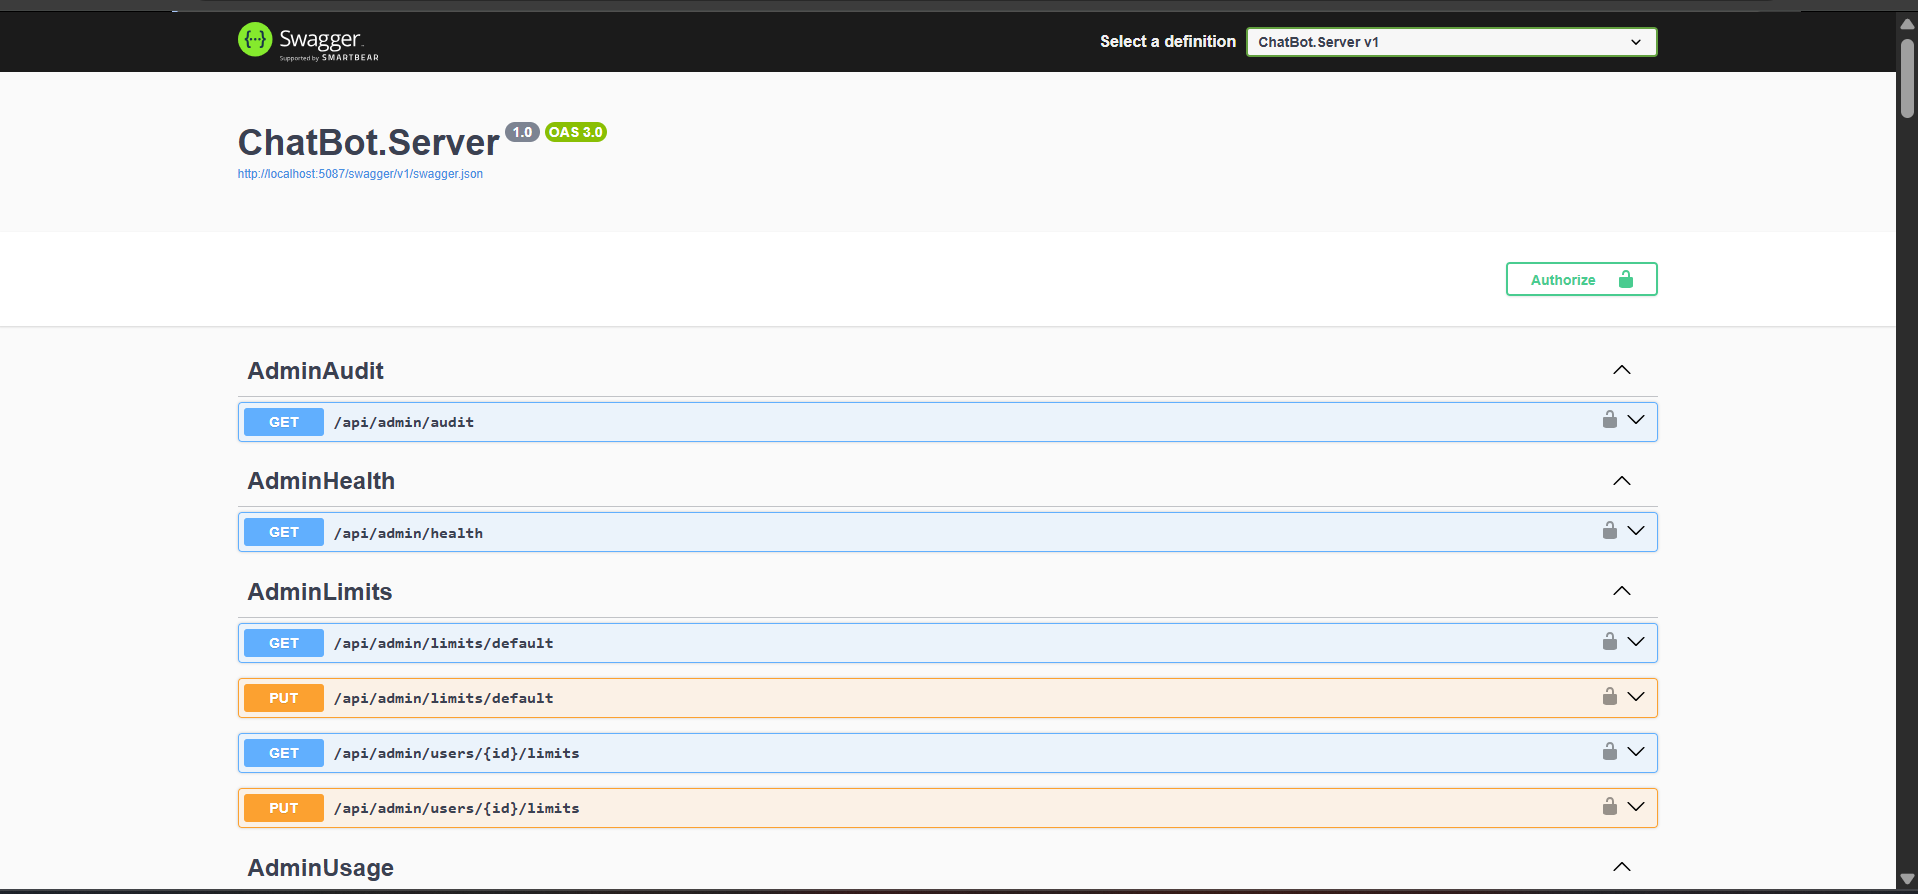 Swagger
Supported by SMARTBEAR
Select a definition
ChatBot.Server v1
ChatBot.Server 1.0 OAS 3.0
http://localhost:5087/swagger/v1/swagger.json
Authorize
AdminAudit
GET /api/admin/audit
AdminHealth
GET /api/admin/health
AdminLimits
GET /api/admin/limits/default
PUT /api/admin/limits/default
GET /api/admin/users/{id}/limits
PUT /api/admin/users/{id}/limits
AdminUsage